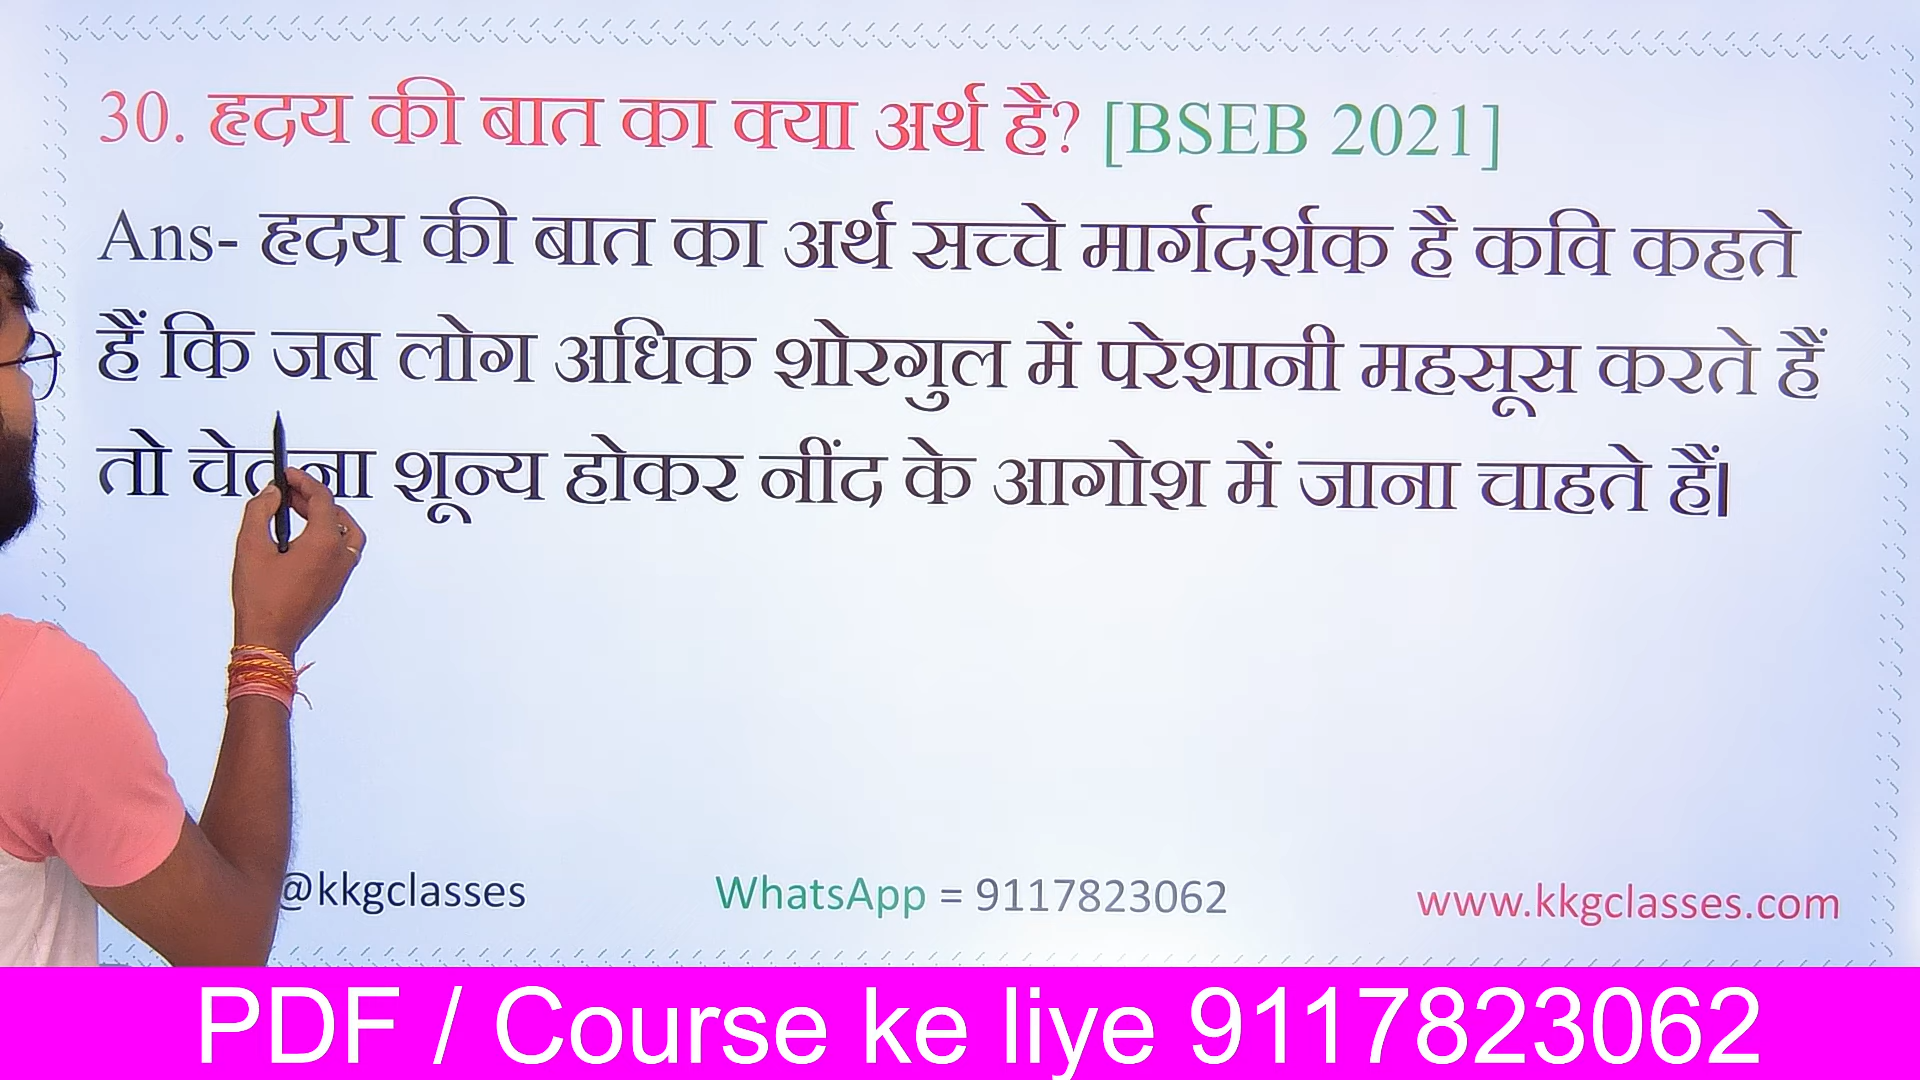 30. हृदय की बात का क्या अर्थ है? [BSEB 2021]
Ans- हृदय की बात का अर्थ सच्चे मार्गदर्शक है कवि कहते
हैं कि जब लोग अधिक शोरगुल में परेशानी महसूस करते हैं
तो चेतना शून्य होकर नींद के आगोश में जाना चाहते हैं।
@kkgclasses
WhatsApp = 9117823062
www.kkgclasses.com
PDF / Course ke liye 9117823062